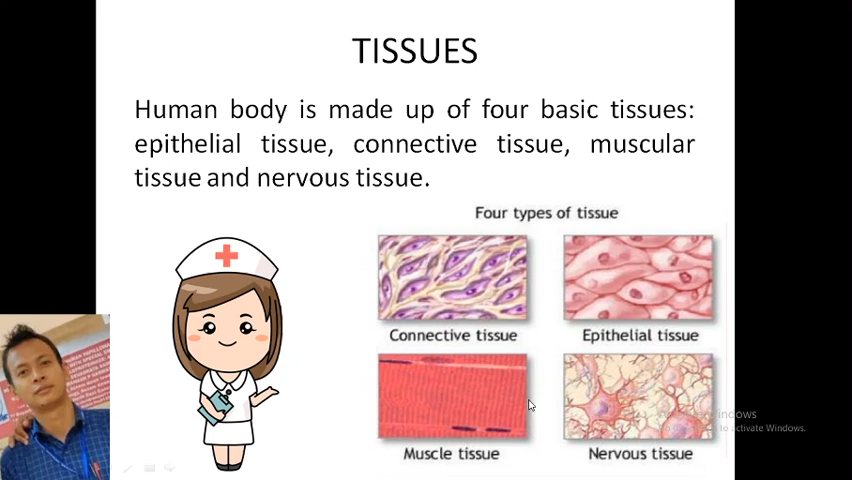 TISSUES
Human body is made up of four basic tissues:
epithelial tissue, connective tissue, muscular
tissue and nervous tissue.
Four types of tissue
Connective tissue
Epithelial tissue
Muscle tissue
Nervous tissue
to activate Windows.